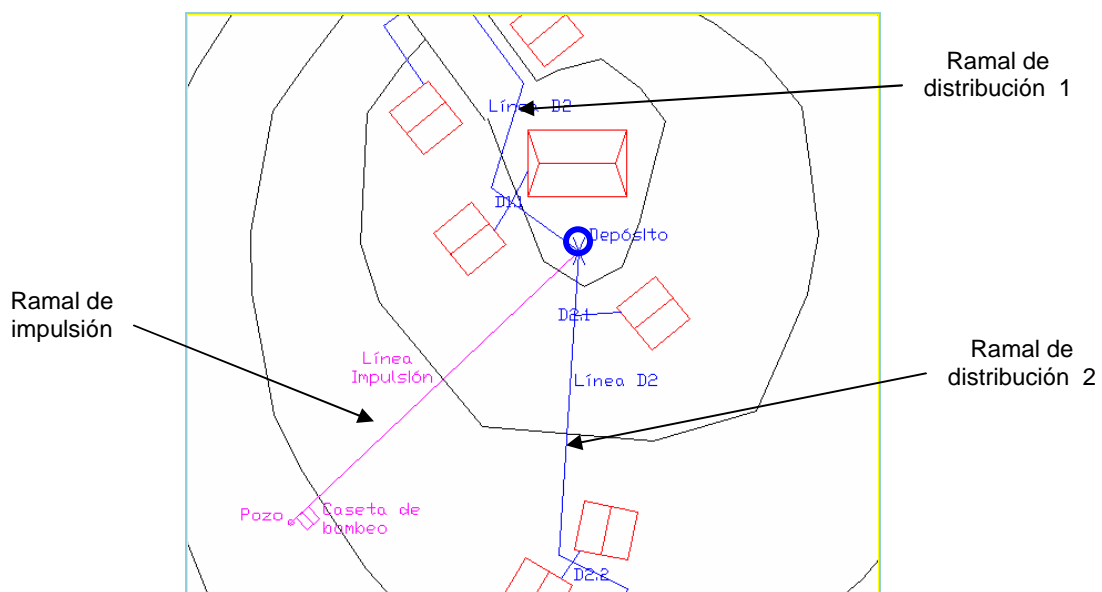 Ramal de
distribución 1
Línea D2
D1.1
Depósito
Ramal de
impulsión
D2.1
Línea
Impulsión
Línea D2
Ramal de
distribución 2
Pozo
Caseta de
bombeo
D2.2